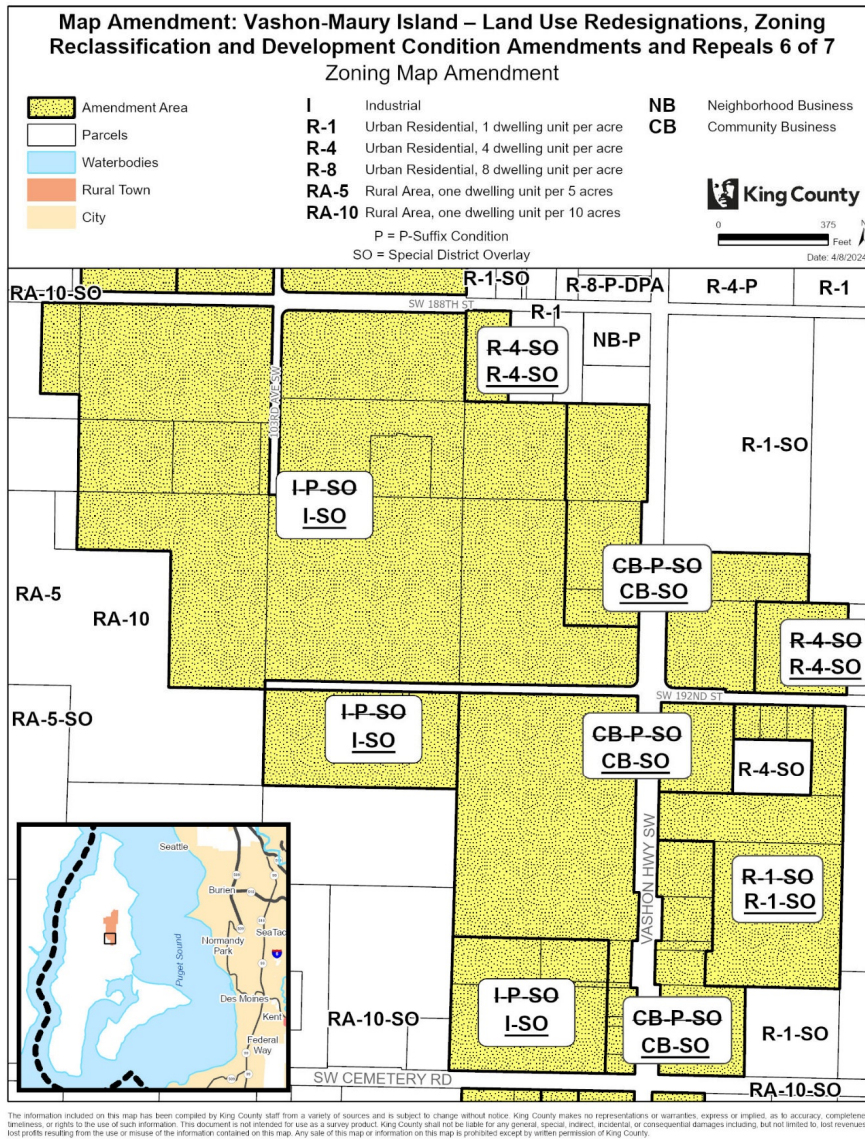 Map Amendment: Vashon-Maury Island – Land Use Redesignations, Zoning
Reclassification and Development Condition Amendments and Repeals 6 of 7
Zoning Map Amendment
Amendment Area
Parcels
Waterbodies
Rural Town
City
I Industrial
R-1 Urban Residential, 1 dwelling unit per acre
R-4 Urban Residential, 4 dwelling unit per acre
R-8 Urban Residential, 8 dwelling unit per acre
RA-5 Rural Area, one dwelling unit per 5 acres
RA-10 Rural Area, one dwelling unit per 10 acres
P = P-Suffix Condition
SO = Special District Overlay
NB Neighborhood Business
CB Community Business
King County
0 375
Feet
N
Date: 4/8/2024
RA-10-SO
R-1-SO
R-8-P-DPA
R-4-P
R-1
SW 188TH ST
R-1
NB-P
R-4-SO
R-4-SO
103RD AVE SW
R-1-SO
I-P-SO
I-SO
CB-P-SO
CB-SO
RA-5
RA-10
R-4-SO
R-4-SO
SW 192ND ST
RA-5-SO
I-P-SO
I-SO
CB-P-SO
CB-SO
R-4-SO
VASHON HWY SW
R-1-SO
R-1-SO
Seattle
Burien
SeaTac
Normandy
Park
Puget Sound
Des Moines
Kent
Federal
Way
I-P-SO
I-SO
RA-10-SO
CB-P-SO
CB-SO
R-1-SO
SW CEMETERY RD
RA-10-SO
The information included on this map has been compiled by King County staff from a variety of sources and is subject to change without notice. King County makes no representations or warranties, express or implied, as to accuracy, completene
timeliness, or rights to the use of such information. This document is not intended for use as a survey product. King County shall not be liable for any general, special, indirect, incidental, or consequential damages including, but not limited to, lost revenu
lost profits resulting from the use or misuse of the information contained on this map. Any sale of this map or information on this map is prohibited except by written permission of King County.